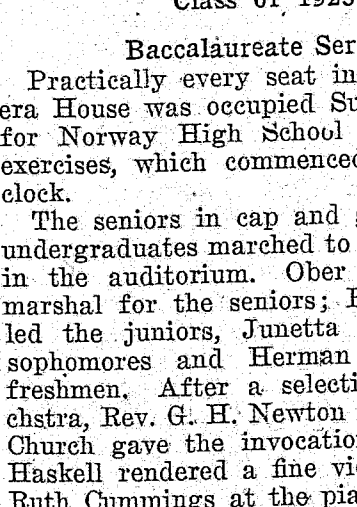 Class of 1925
Baccalaureate Ser
Practically every seat in
era House was occupied Su
for Norway High School
exercises, which commenced
clock.
The seniors in cap and g
undergraduates marched to
in the auditorium. Ober
marshal for the seniors;
led the juniors, Junetta
sophomores and Herman
freshmen. After a selecti
chstra, Rev. G. H. Newton
Church gave the invocation
Haskell rendered a fine vi
Ruth Cummings at the pia